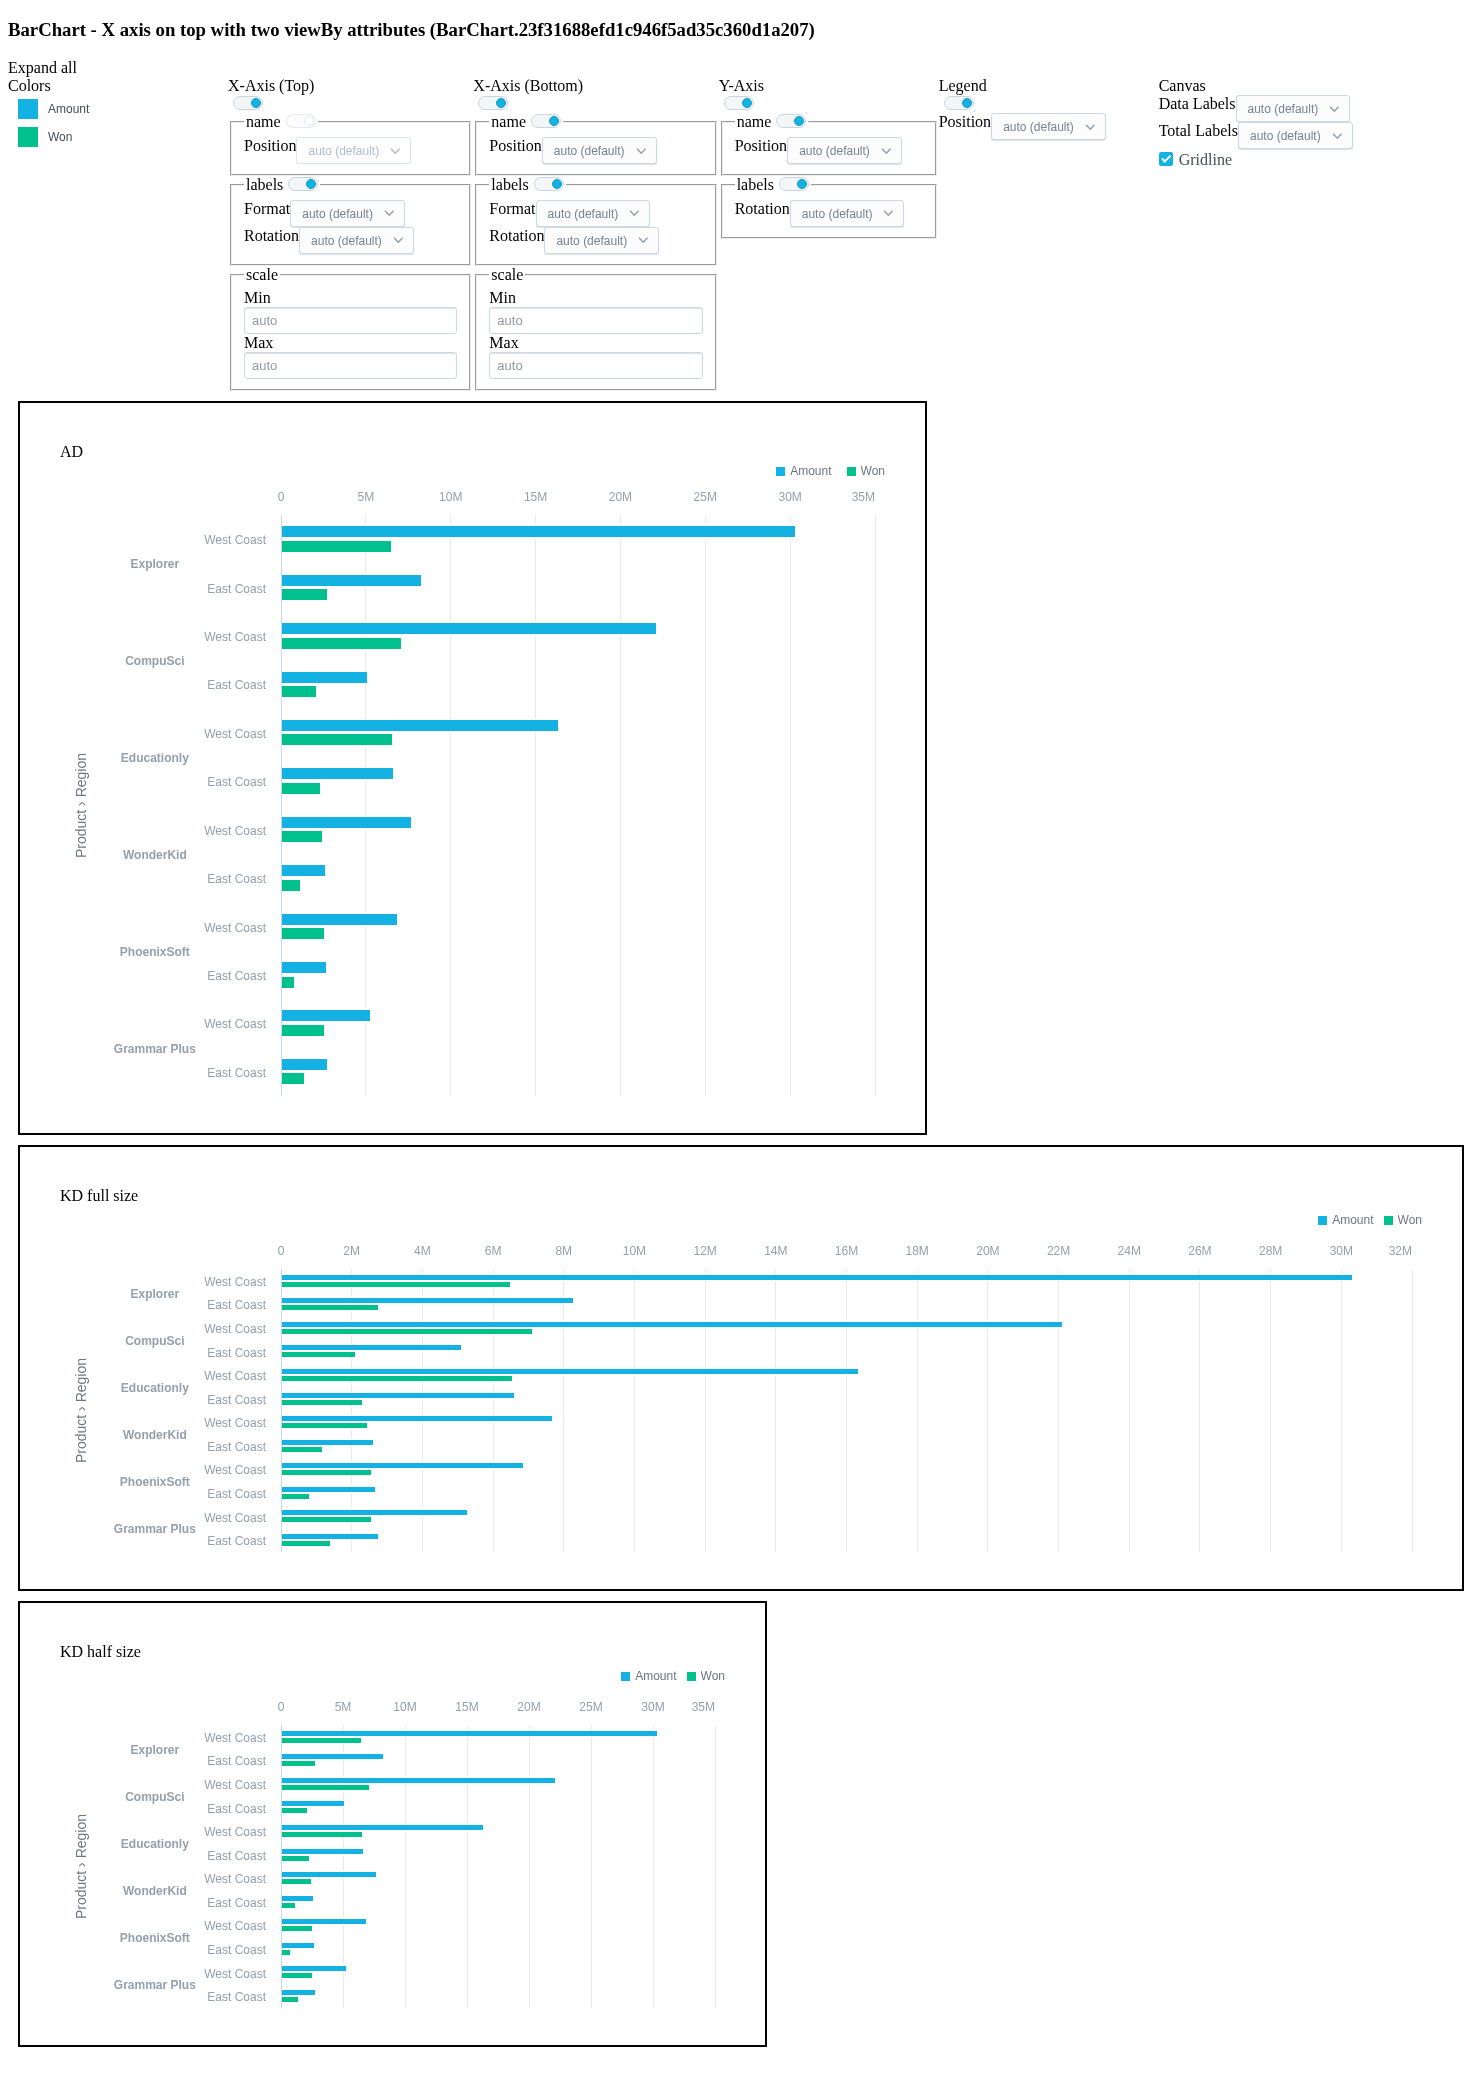 BarChart - X axis on top with two viewBy attributes (BarChart.23f31688efd1c946f5ad35c360d1a207)
Expand all
Colors
Amount
Won
X-Axis (Top)
name
Position auto (default)
labels
Format auto (default)
Rotation auto (default)
scale
Min
auto
Max
auto
X-Axis (Bottom)
name
Position auto (default)
labels
Format auto (default)
Rotation auto (default)
scale
Min
auto
Max
auto
Y-Axis
name
Position auto (default)
labels
Rotation auto (default)
Legend
Position auto (default)
Canvas
Data Labels auto (default)
Total Labels auto (default)
Gridline
AD
Amount Won
0 5M 10M 15M 20M 25M 30M 35M
Product › Region
Explorer
West Coast
East Coast
CompuSci
West Coast
East Coast
Educationly
West Coast
East Coast
WonderKid
West Coast
East Coast
PhoenixSoft
West Coast
East Coast
Grammar Plus
West Coast
East Coast
KD full size
Amount Won
0 2M 4M 6M 8M 10M 12M 14M 16M 18M 20M 22M 24M 26M 28M 30M 32M
Product › Region
Explorer
West Coast
East Coast
CompuSci
West Coast
East Coast
Educationly
West Coast
East Coast
WonderKid
West Coast
East Coast
PhoenixSoft
West Coast
East Coast
Grammar Plus
West Coast
East Coast
KD half size
Amount Won
0 5M 10M 15M 20M 25M 30M 35M
Product › Region
Explorer
West Coast
East Coast
CompuSci
West Coast
East Coast
Educationly
West Coast
East Coast
WonderKid
West Coast
East Coast
PhoenixSoft
West Coast
East Coast
Grammar Plus
West Coast
East Coast